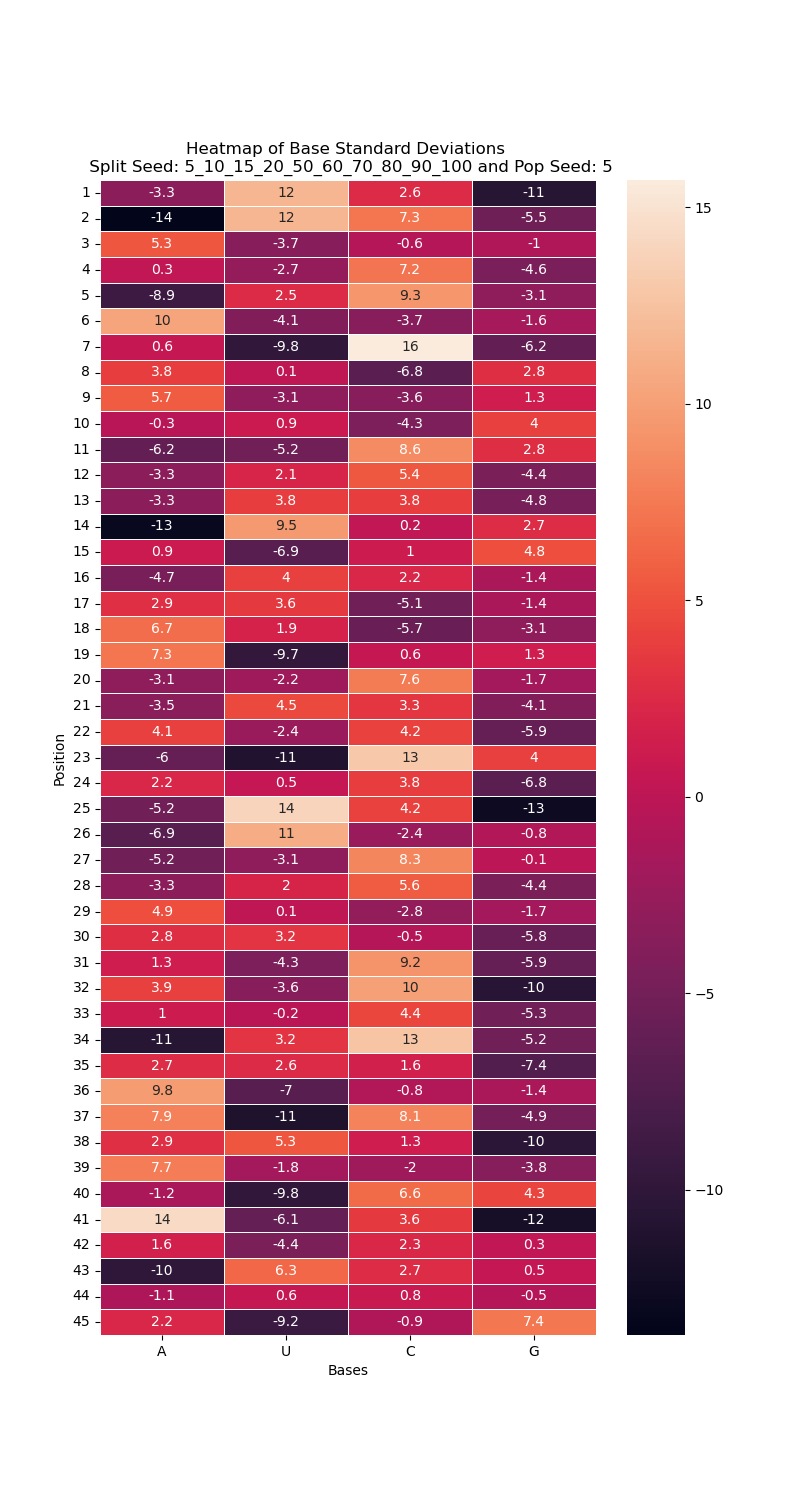 Heatmap of Base Standard Deviations
Split Seed: 5_10_15_20_50_60_70_80_90_100 and Pop Seed: 5
1 -3.3 12 2.6 -11
2 -14 12 7.3 -5.5
3 5.3 -3.7 -0.6 -1
4 0.3 -2.7 7.2 -4.6
5 -8.9 2.5 9.3 -3.1
6 10 -4.1 -3.7 -1.6
7 0.6 -9.8 16 -6.2
8 3.8 0.1 -6.8 2.8
9 5.7 -3.1 -3.6 1.3
10 -0.3 0.9 -4.3 4
11 -6.2 -5.2 8.6 2.8
12 -3.3 2.1 5.4 -4.4
13 -3.3 3.8 3.8 -4.8
14 -13 9.5 0.2 2.7
15 0.9 -6.9 1 4.8
16 -4.7 4 2.2 -1.4
17 2.9 3.6 -5.1 -1.4
18 6.7 1.9 -5.7 -3.1
19 7.3 -9.7 0.6 1.3
20 -3.1 -2.2 7.6 -1.7
21 -3.5 4.5 3.3 -4.1
22 4.1 -2.4 4.2 -5.9
23 -6 -11 13 4
24 2.2 0.5 3.8 -6.8
25 -5.2 14 4.2 -13
26 -6.9 11 -2.4 -0.8
27 -5.2 -3.1 8.3 -0.1
28 -3.3 2 5.6 -4.4
29 4.9 0.1 -2.8 -1.7
30 2.8 3.2 -0.5 -5.8
31 1.3 -4.3 9.2 -5.9
32 3.9 -3.6 10 -10
33 1 -0.2 4.4 -5.3
34 -11 3.2 13 -5.2
35 2.7 2.6 1.6 -7.4
36 9.8 -7 -0.8 -1.4
37 7.9 -11 8.1 -4.9
38 2.9 5.3 1.3 -10
39 7.7 -1.8 -2 -3.8
40 -1.2 -9.8 6.6 4.3
41 14 -6.1 3.6 -12
42 1.6 -4.4 2.3 0.3
43 -10 6.3 2.7 0.5
44 -1.1 0.6 0.8 -0.5
45 2.2 -9.2 -0.9 7.4
A U C G
Bases
Position
15
10
5
0
−5
−10